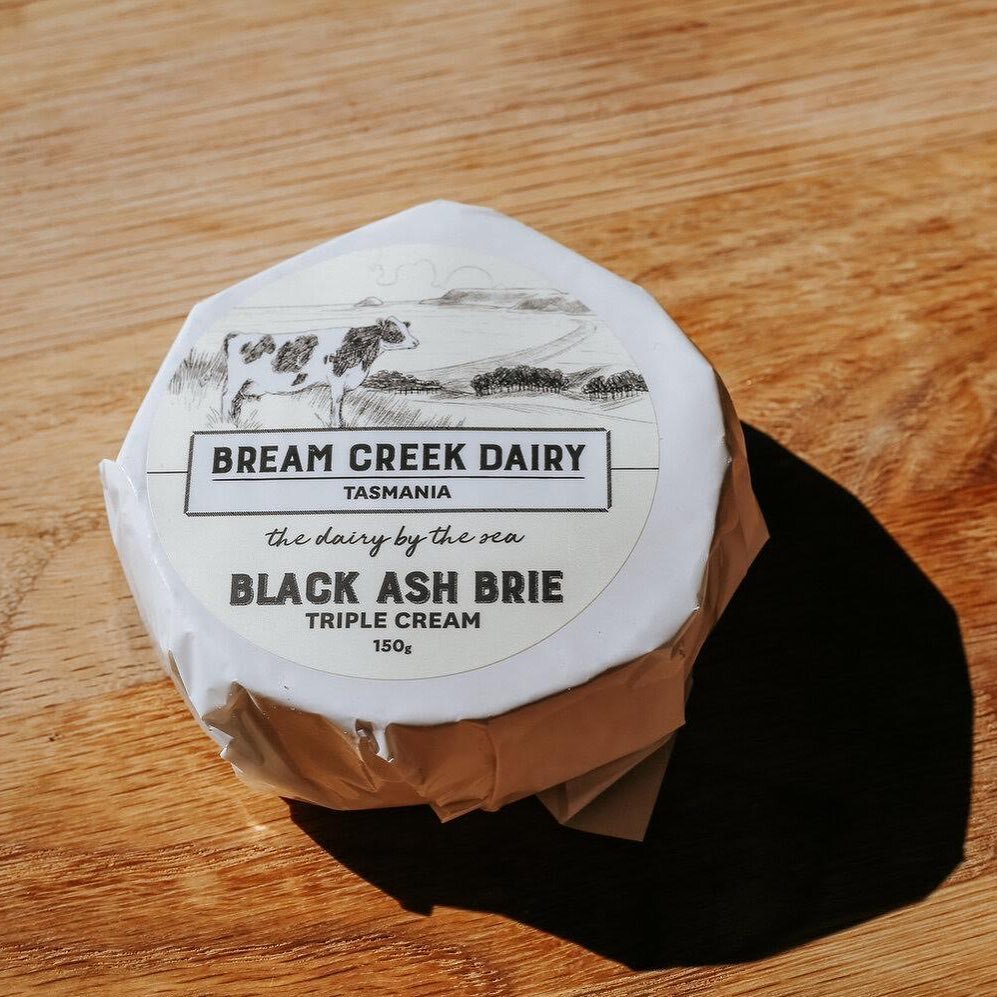 BREAM CREEK DAIRY
TASMANIA
the dairy by the sea
BLACK ASH BRIE
TRIPLE CREAM
150g